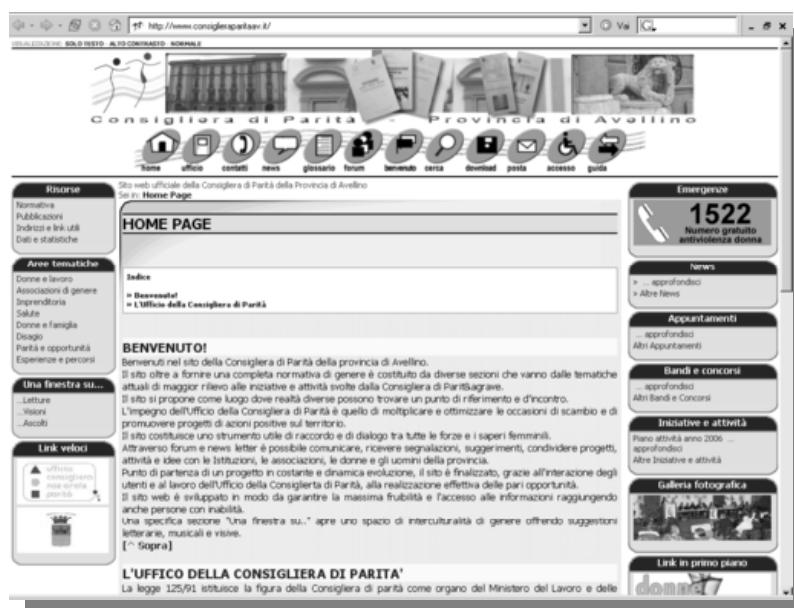 http://www.consiglieraparitaav.it/
Vai
VISUALIZZAZIONE: SOLO TESTO - ALTO CONTRASTO - NORMALE
Consigliera di Parità - Provincia di Avellino
home ufficio contatti news glossario forum benvenuto cerca download posta accesso guida
Risorse
Normativa
Pubblicazioni
Indirizzi e link utili
Dati e statistiche
Aree tematiche
Donne e lavoro
Associazioni di genere
Imprenditoria
Salute
Donne e famiglia
Disagio
Parità e opportunità
Esperienze e percorsi
Una finestra su...
...Letture
...Visioni
...Ascolti
Link veloci
ufficio
consigliera
nazionale
parità
Sito web ufficiale della Consigliera di Parità della Provincia di Avellino
Sei in: Home Page
HOME PAGE
Indice
» Benvenuto!
» L'Ufficio della Consigliera di Parità
BENVENUTO!
Benvenuti nel sito della Consigliera di Parità della provincia di Avellino.
Il sito oltre a fornire una completa normativa di genere è costituito da diverse sezioni che vanno dalle tematiche
attuali di maggior rilievo alle iniziative e attività svolte dalla Consigliera di Parit&agrave.
Il sito si propone come luogo dove realtà diverse possono trovare un punto di riferimento e d'incontro.
L'impegno dell'Ufficio della Consigliera di Parità è quello di moltiplicare e ottimizzare le occasioni di scambio e di
promuovere progetti di azioni positive sul territorio.
Il sito costituisce uno strumento utile di raccordo e di dialogo tra tutte le forze e i saperi femminili.
Attraverso forum e news letter è possibile comunicare, ricevere segnalazioni, suggerimenti, condividere progetti,
attività e idee con le Istituzioni, le associazioni, le donne e gli uomini della provincia.
Punto di partenza di un progetto in costante e dinamica evoluzione, il sito è finalizzato, grazie all'interazione degli
utenti e al lavoro dell'Ufficio della Consiglierta di Parità, alla realizzazione effettiva delle pari opportunità.
Il sito web è sviluppato in modo da garantire la massima fruibilità e l'accesso alle informazioni raggiungendo
anche persone con inabilità.
Una specifica sezione "Una finestra su.." apre uno spazio di interculturalità di genere offrendo suggestioni
letterarie, musicali e visive.
[^ Sopra]
L'UFFICO DELLA CONSIGLIERA DI PARITA'
La legge 125/91 istituisce la figura della Consigliera di parità come organo del Ministero del Lavoro e delle
Emergenze
1522
Numero gratuito
antiviolenza donna
News
» ... approfondisci
» Altre News
Appuntamenti
... approfondisci
Altri Appuntamenti
Bandi e concorsi
... approfondisci
Altri Bandi e Concorsi
Iniziative e attività
Piano attività anno 2006 ...
approfondisci
Altre Iniziative e attività
Galleria fotografica
Link in primo piano